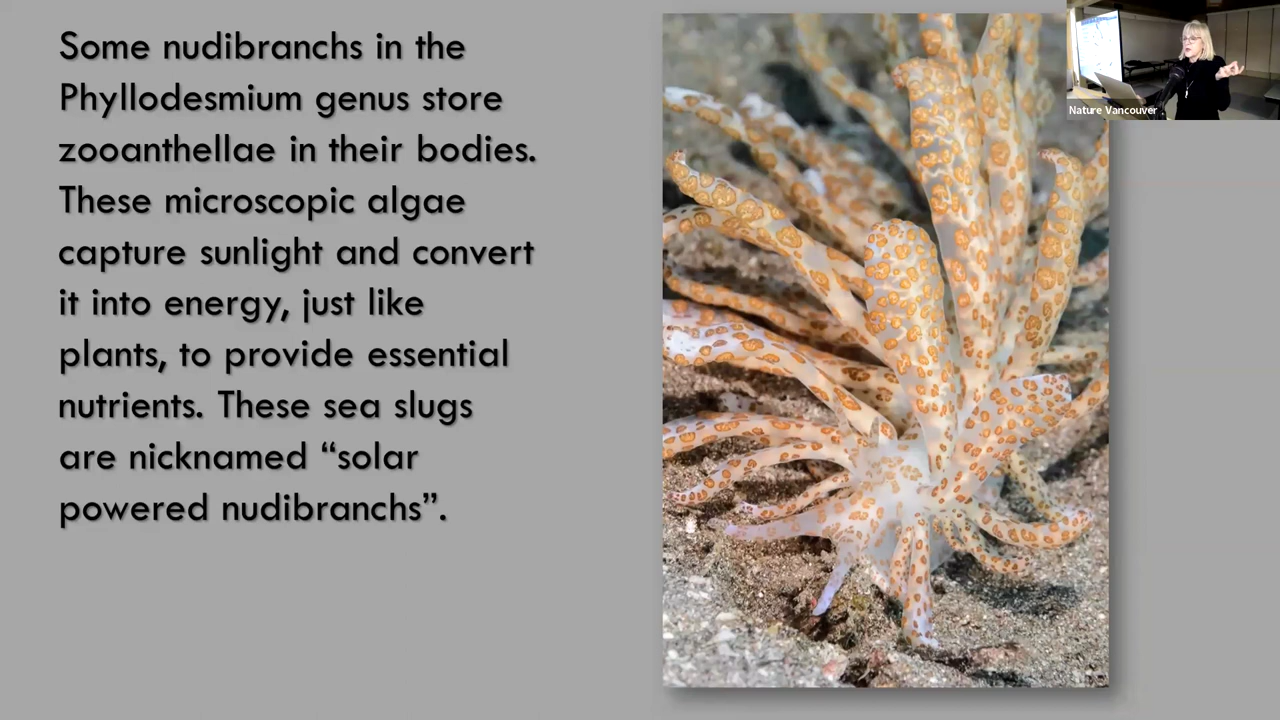 Some nudibranchs in the
Phyllodesmium genus store
zooanthellae in their bodies.
These microscopic algae
capture sunlight and convert
it into energy, just like
plants, to provide essential
nutrients. These sea slugs
are nicknamed “solar
powered nudibranchs”.
Nature Vancouver